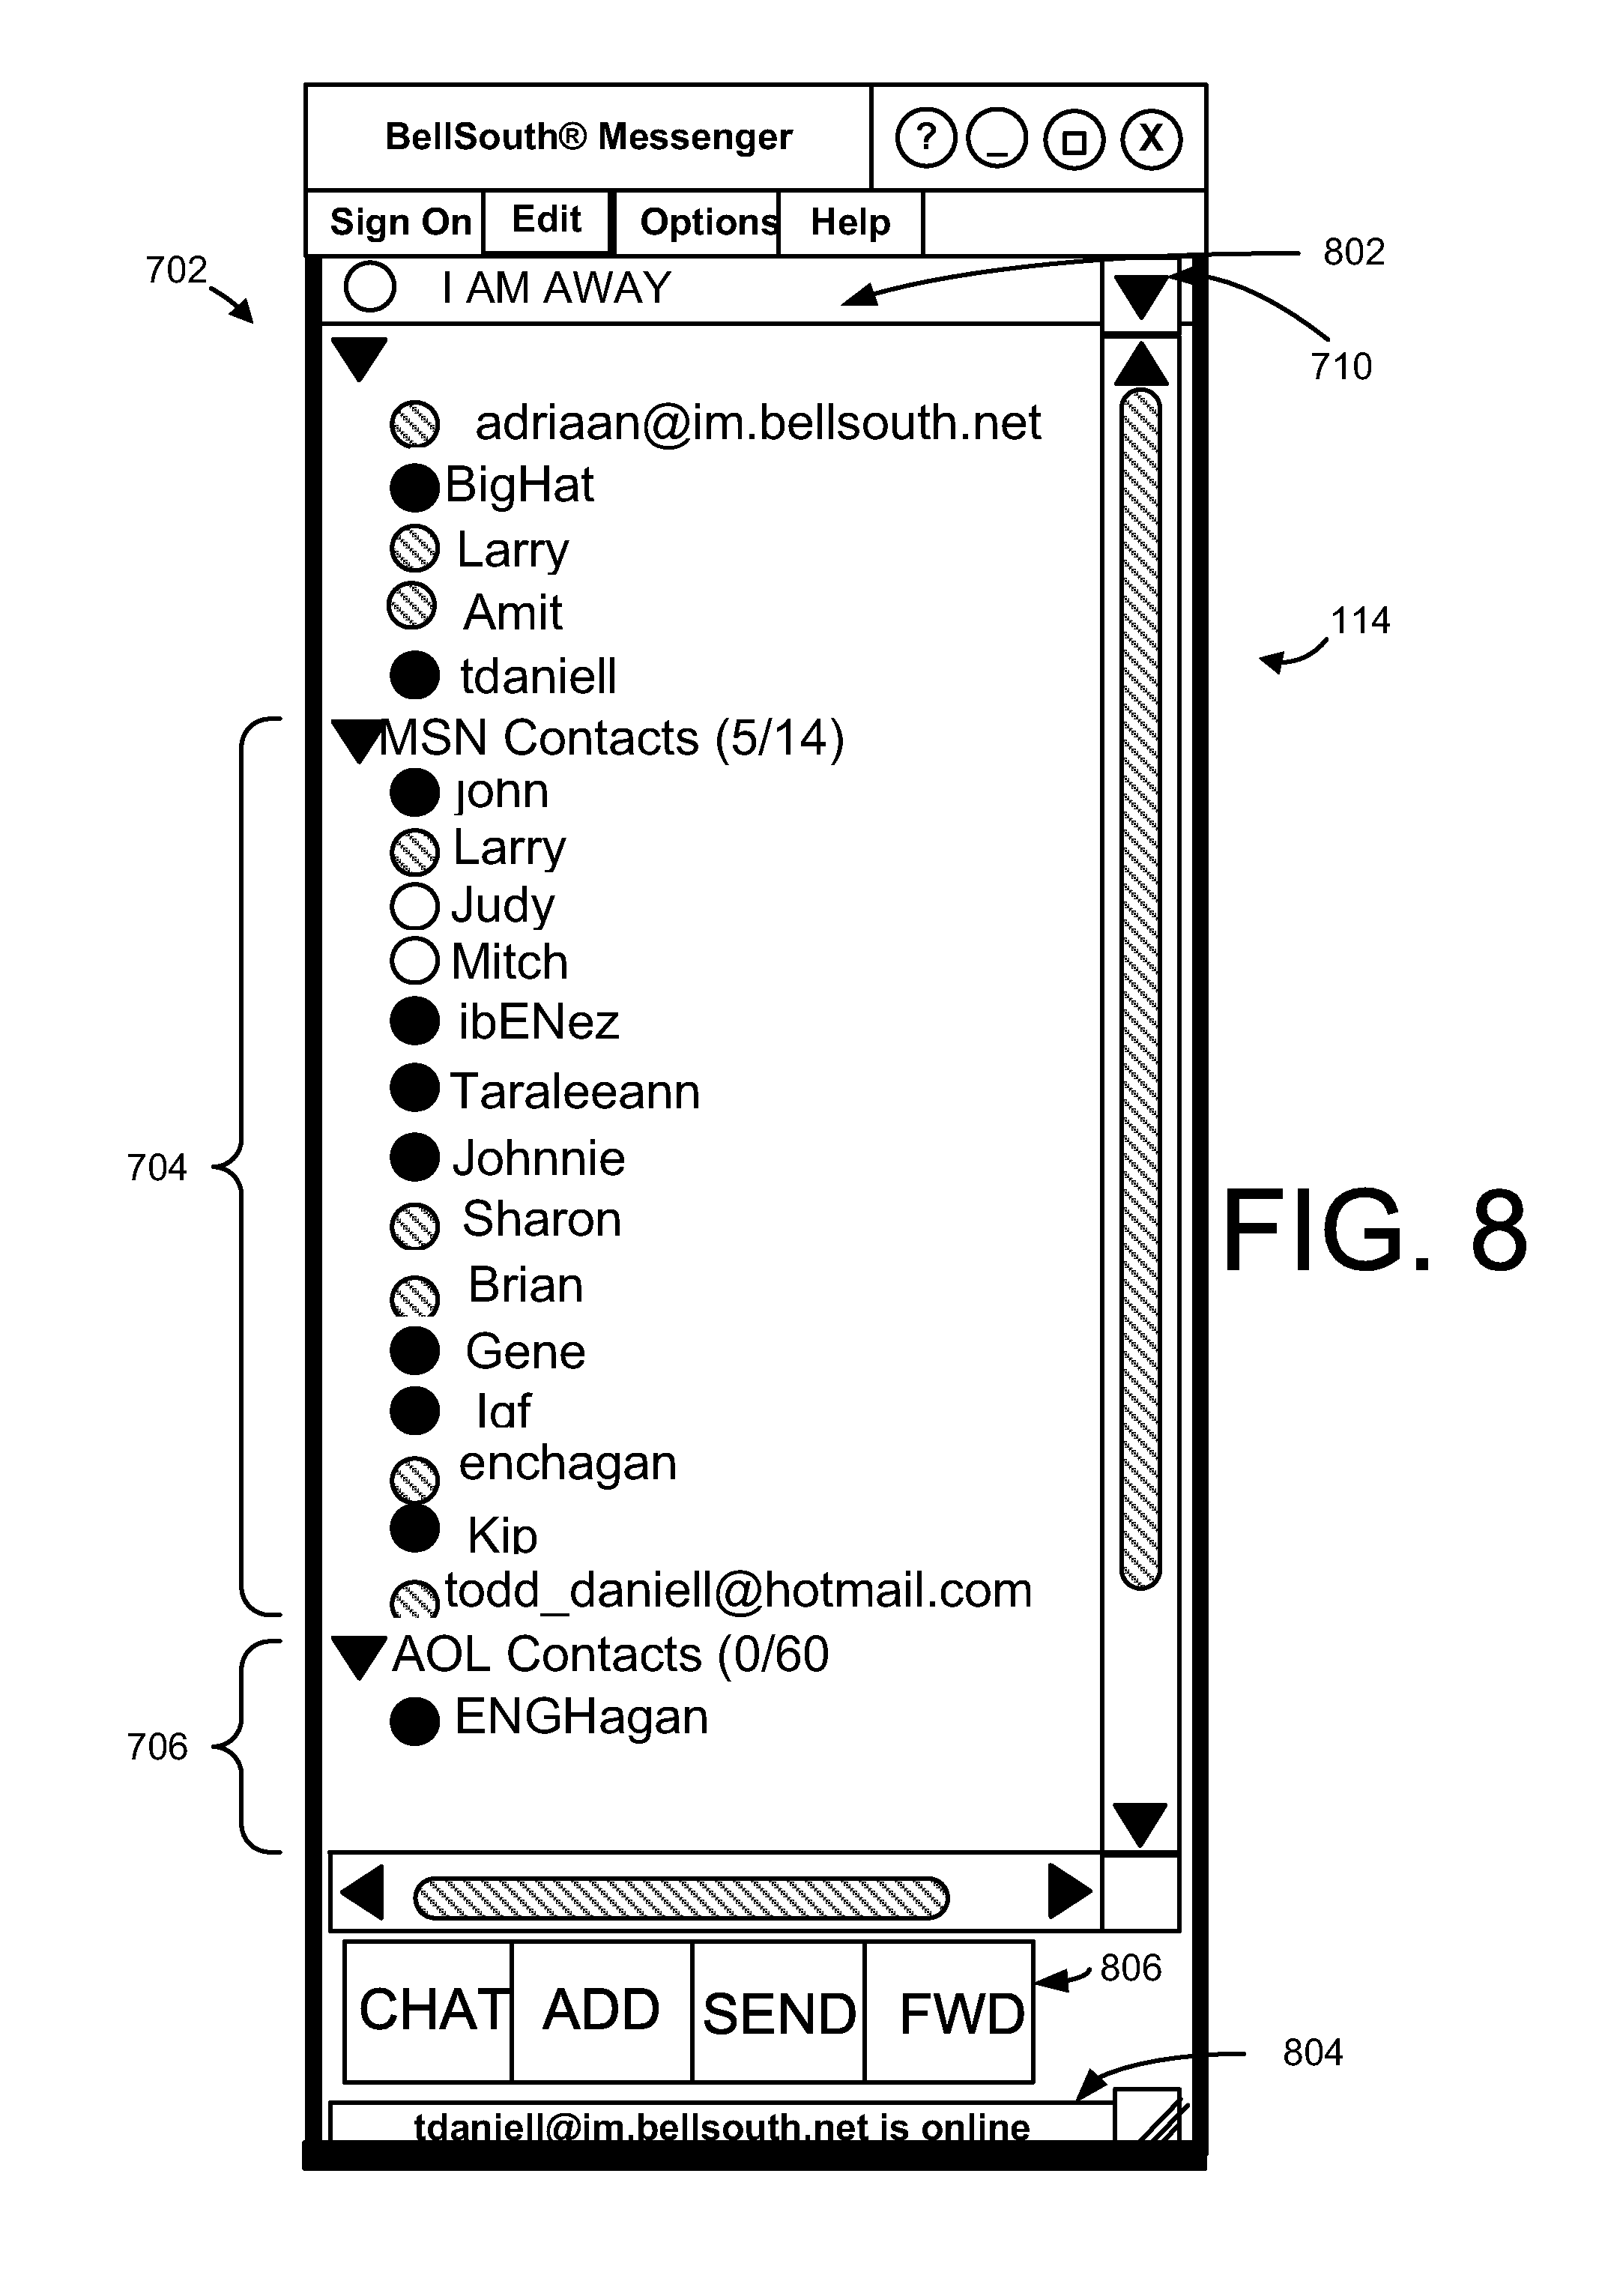 BellSouth® Messenger ? _ X
Sign On Edit Options Help
802
I AM AWAY
702
710
adriaan@im.bellsouth.net
BigHat
Larry
Amit
114
tdaniell
MSN Contacts (5/14)
john
Larry
Judy
Mitch
ibENez
Taraleeann
Johnnie
704
Sharon
FIG. 8
Brian
Gene
enchagan
Kip
todd_daniell@hotmail.com
AOL Contacts (0/60
ENGHagan
706
806
CHAT ADD SEND FWD
804
tdaniell@im.bellsouth.net is online